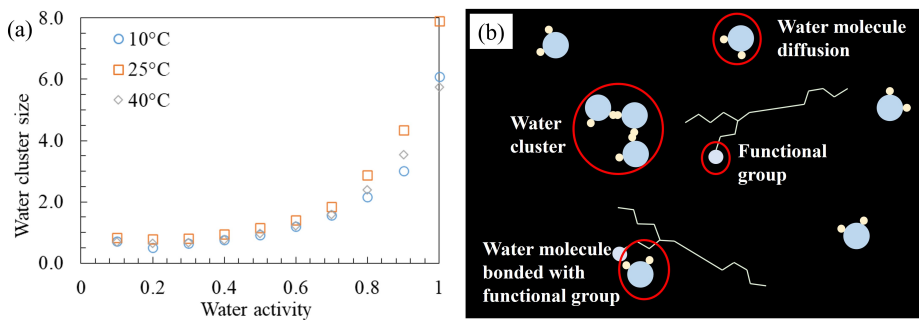 (a)
8.0
6.0
4.0
2.0
0.0
Water cluster size
10°C
25°C
40°C
0 0.2 0.4 0.6 0.8 1
Water activity
(b)
Water molecule
diffusion
Water
cluster
Functional
group
Water molecule
bonded with
functional group